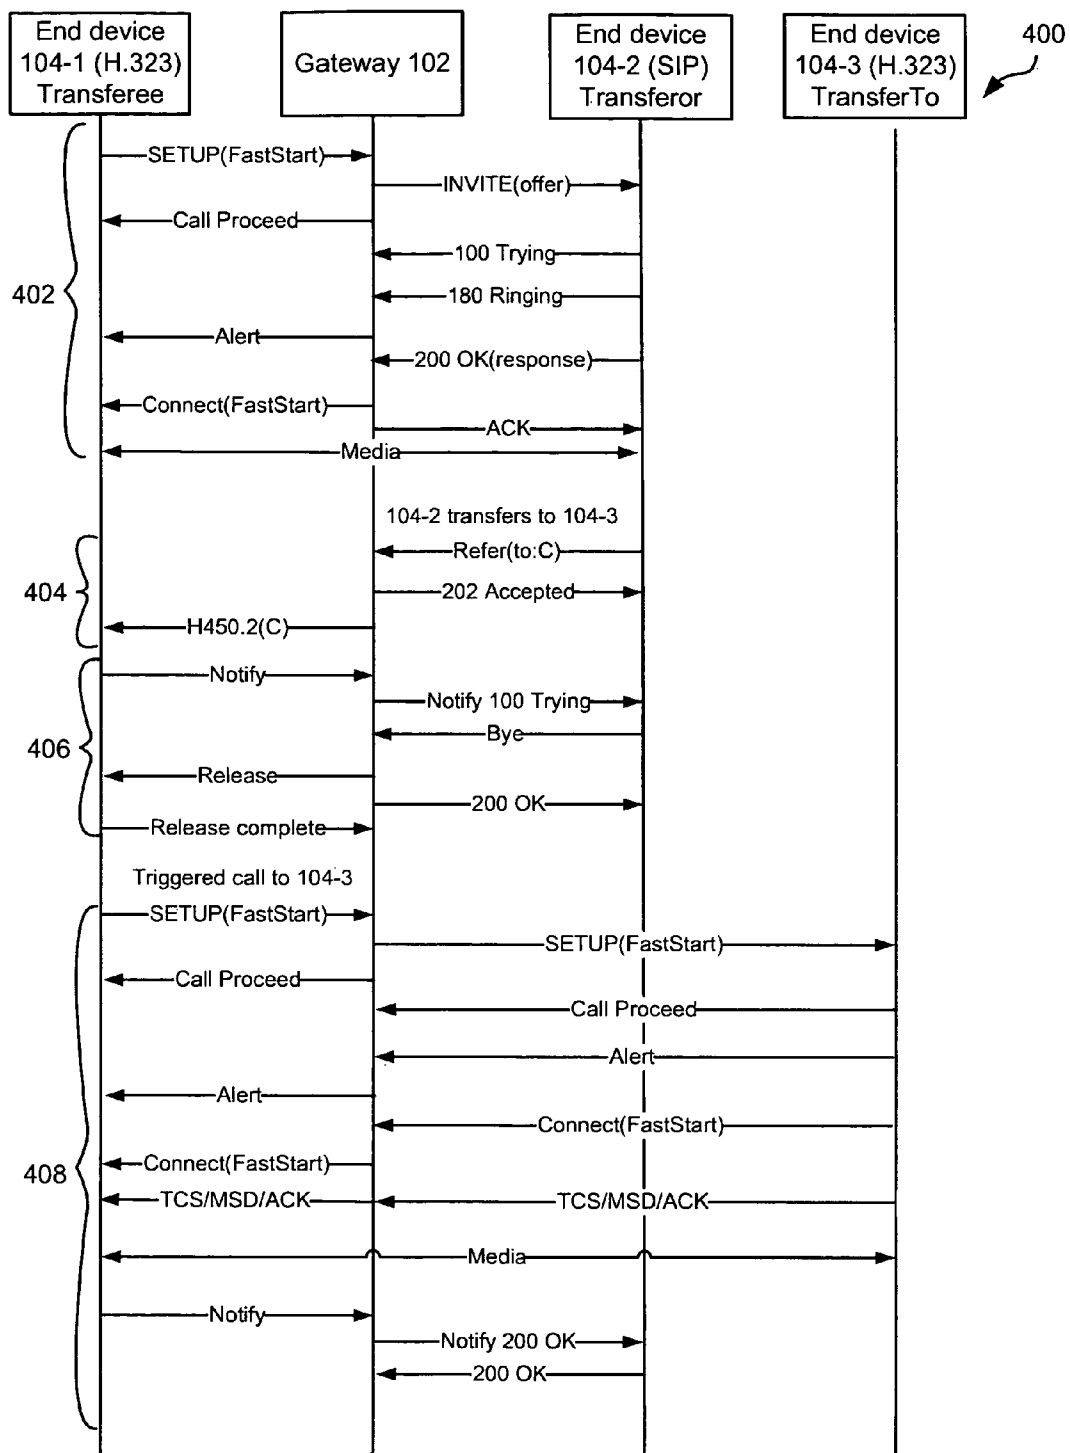 End device
104-1 (H.323)
Transferee
Gateway 102
End device
104-2 (SIP)
Transferor
End device
104-3 (H.323)
TransferTo
400
SETUP(FastStart)
INVITE(offer)
Call Proceed
100 Trying
402
180 Ringing
Alert
200 OK(response)
Connect(FastStart)
ACK
Media
104-2 transfers to 104-3
Refer(to:C)
404
202 Accepted
H450.2(C)
Notify
Notify 100 Trying
Bye
406
Release
200 OK
Release complete
Triggered call to 104-3
SETUP(FastStart)
SETUP(FastStart)
Call Proceed
Call Proceed
Alert
Alert
Connect(FastStart)
408
Connect(FastStart)
TCS/MSD/ACK
TCS/MSD/ACK
Media
Notify
Notify 200 OK
200 OK